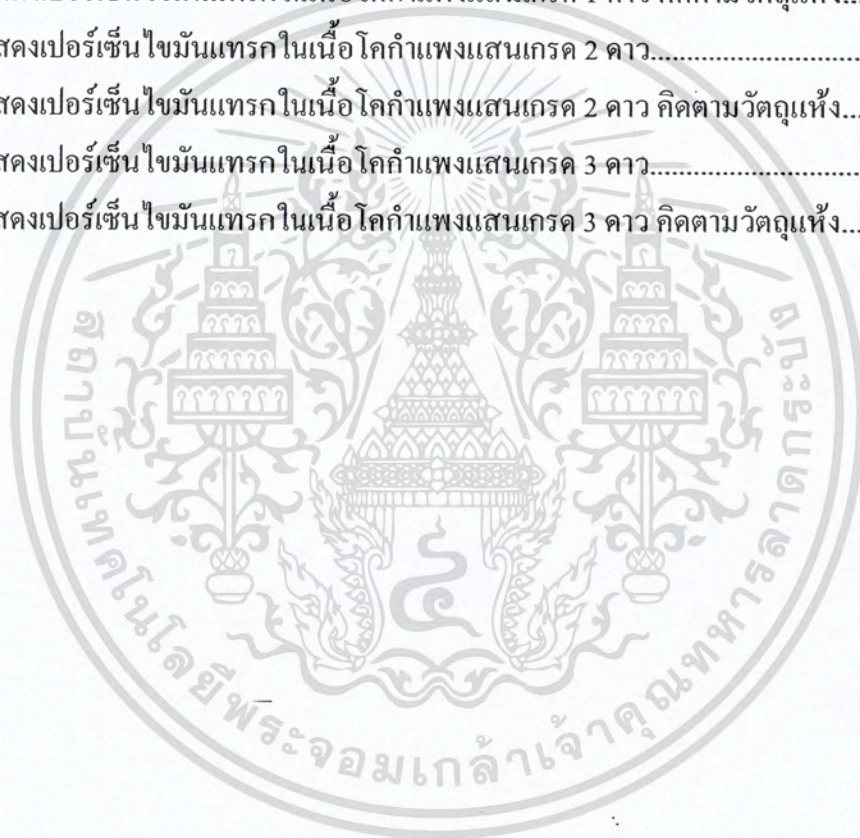 สดงเปอร์เซ็นไขมันแทรกในเนื้อโคกำแพงแสนเกรด 2 ดาว
สดงเปอร์เซ็นไขมันแทรกในเนื้อโคกำแพงแสนเกรด 2 ดาว คิดตามวัตถุแห้ง
สดงเปอร์เซ็นไขมันแทรกในเนื้อโคกำแพงแสนเกรด 3 ดาว
สดงเปอร์เซ็นไขมันแทรกในเนื้อโคกำแพงแสนเกรด 3 ดาว คิดตามวัตถุแห้ง
สถาบันเทคโนโลยีพระจอมเกล้าเจ้าคุณทหารลาดกระบัง